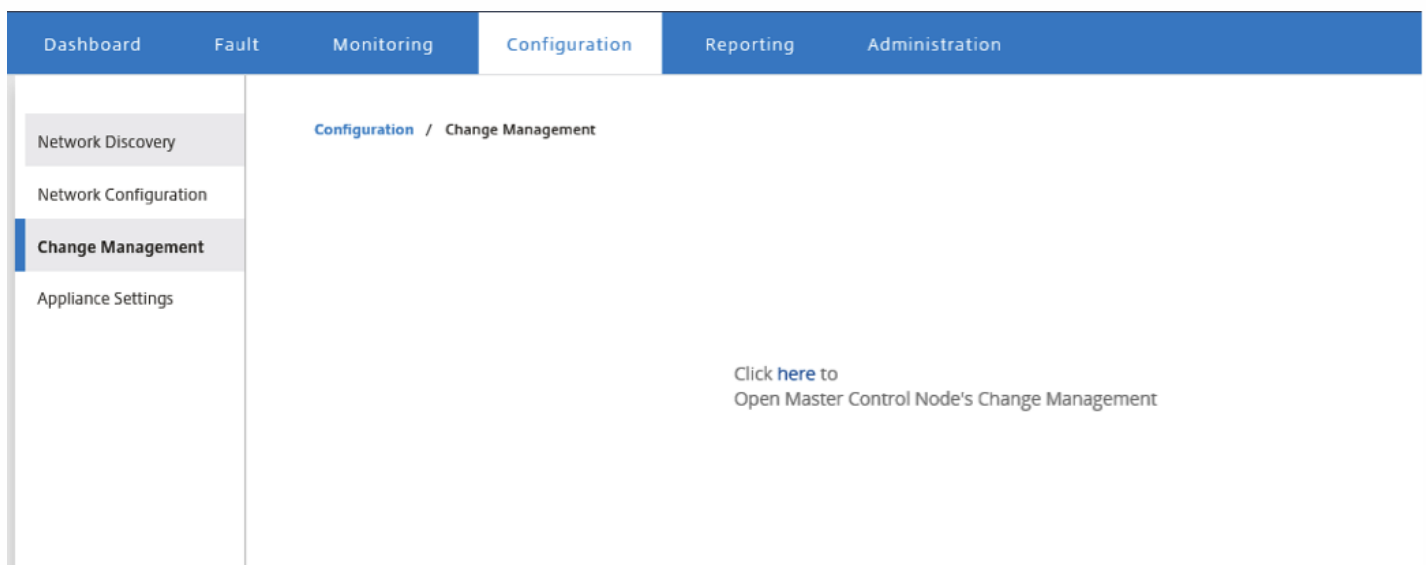 Dashboard Fault Monitoring Configuration Reporting Administration
Network Discovery
Network Configuration
Change Management
Appliance Settings
Configuration / Change Management
Click here to
Open Master Control Node's Change Management